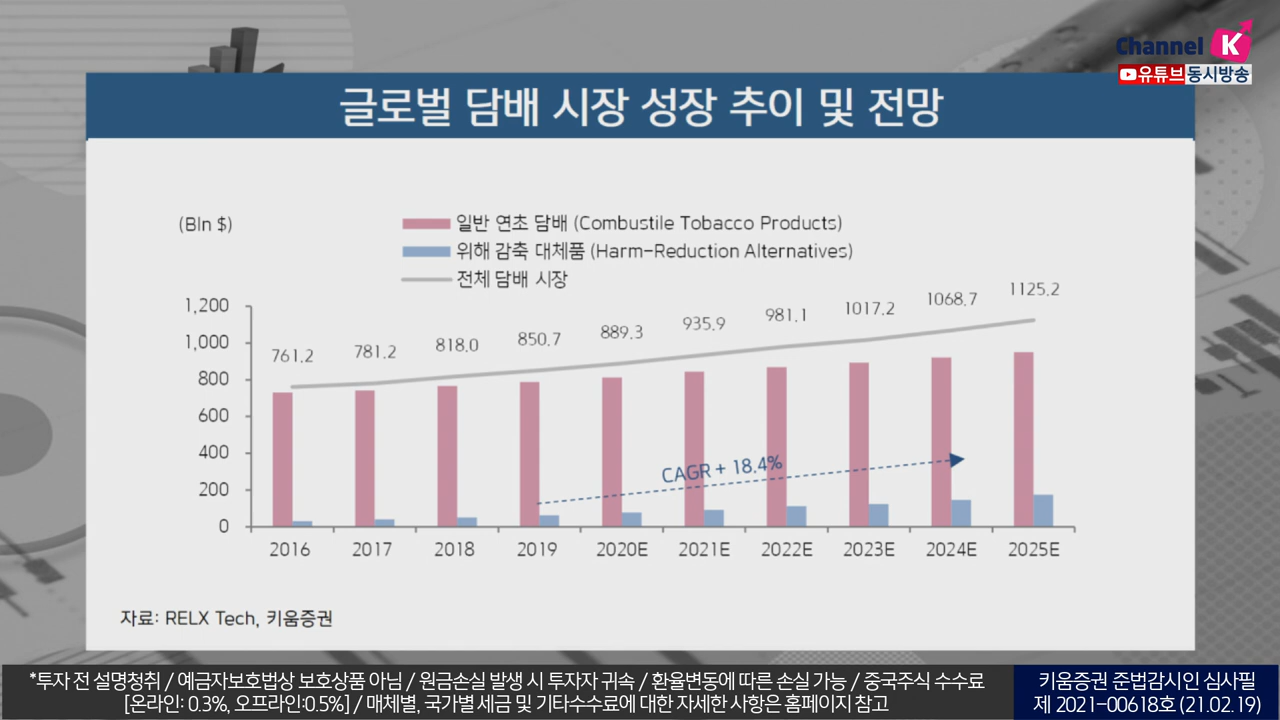 Channel K
유튜브 동시방송
글로벌 담배 시장 성장 추이 및 전망
(Bln $)
일반 연초 담배 (Combustile Tobacco Products)
위해 감축 대체품 (Harm-Reduction Alternatives)
전체 담배 시장
1,200
1,000
800
600
400
200
0
761.2 781.2 818.0 850.7 889.3 935.9 981.1 1017.2 1068.7 1125.2
CAGR + 18.4%
2016 2017 2018 2019 2020E 2021E 2022E 2023E 2024E 2025E
자료: RELX Tech, 키움증권
*투자 전 설명청취 / 예금자보호법상 보호상품 아님 / 원금손실 발생 시 투자자 귀속 / 환율변동에 따른 손실 가능 / 중국주식 수수료
[온라인: 0.3%, 오프라인:0.5%] / 매체별, 국가별 세금 및 기타수수료에 대한 자세한 사항은 홈페이지 참고
키움증권 준법감시인 심사필
제 2021-00618호 (21.02.19)